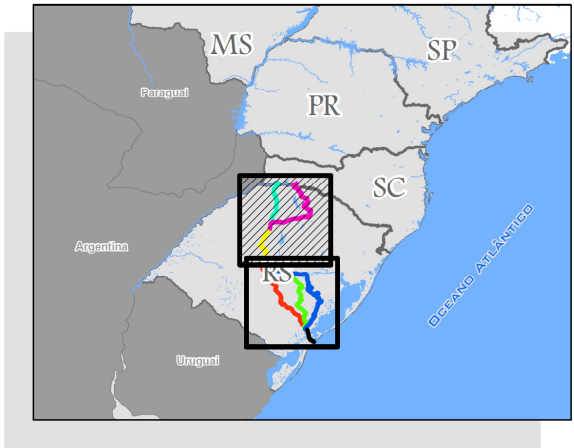 MS
SP
Paraguai
PR
SC
Argentina
OCEANO ATLÂNTICO
RS
Uruguai